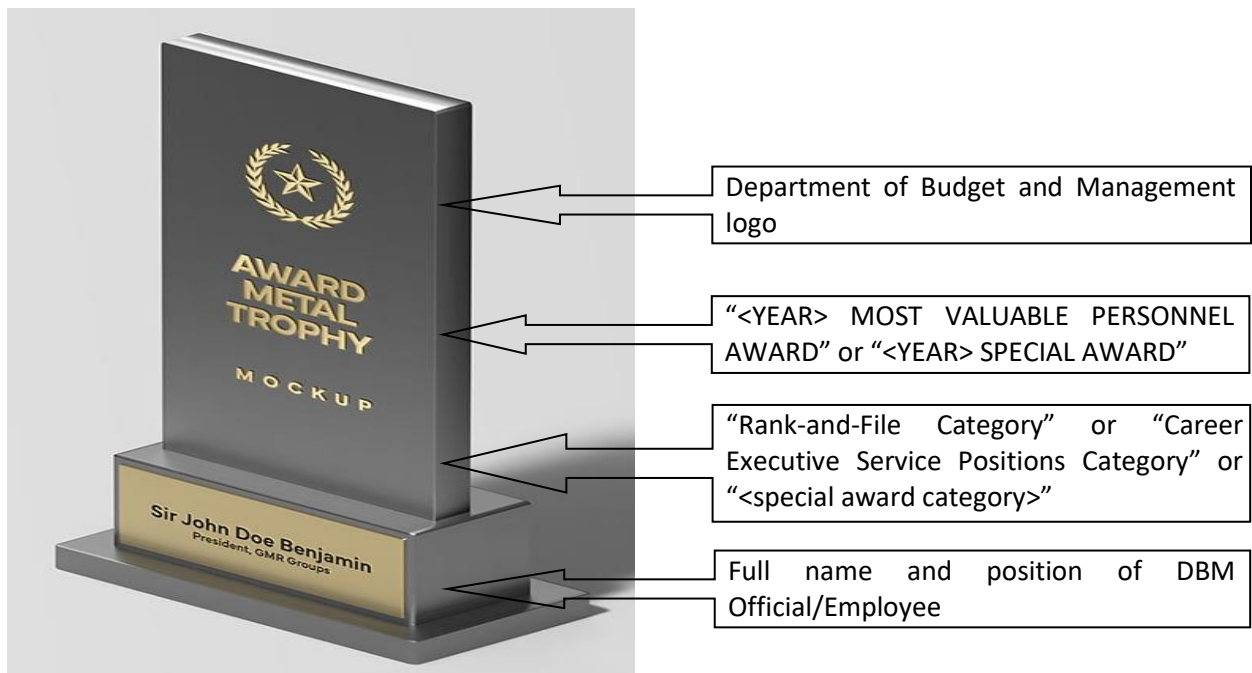 AWARD
METAL
TROPHY
MOCKUP
Sir John Doe Benjamin
President, GMR Groups
Department of Budget and Management
logo
“<YEAR> MOST VALUABLE PERSONNEL
AWARD” or “<YEAR> SPECIAL AWARD”
“Rank-and-File Category” or “Career
Executive Service Positions Category” or
“<special award category>”
Full name and position of DBM
Official/Employee